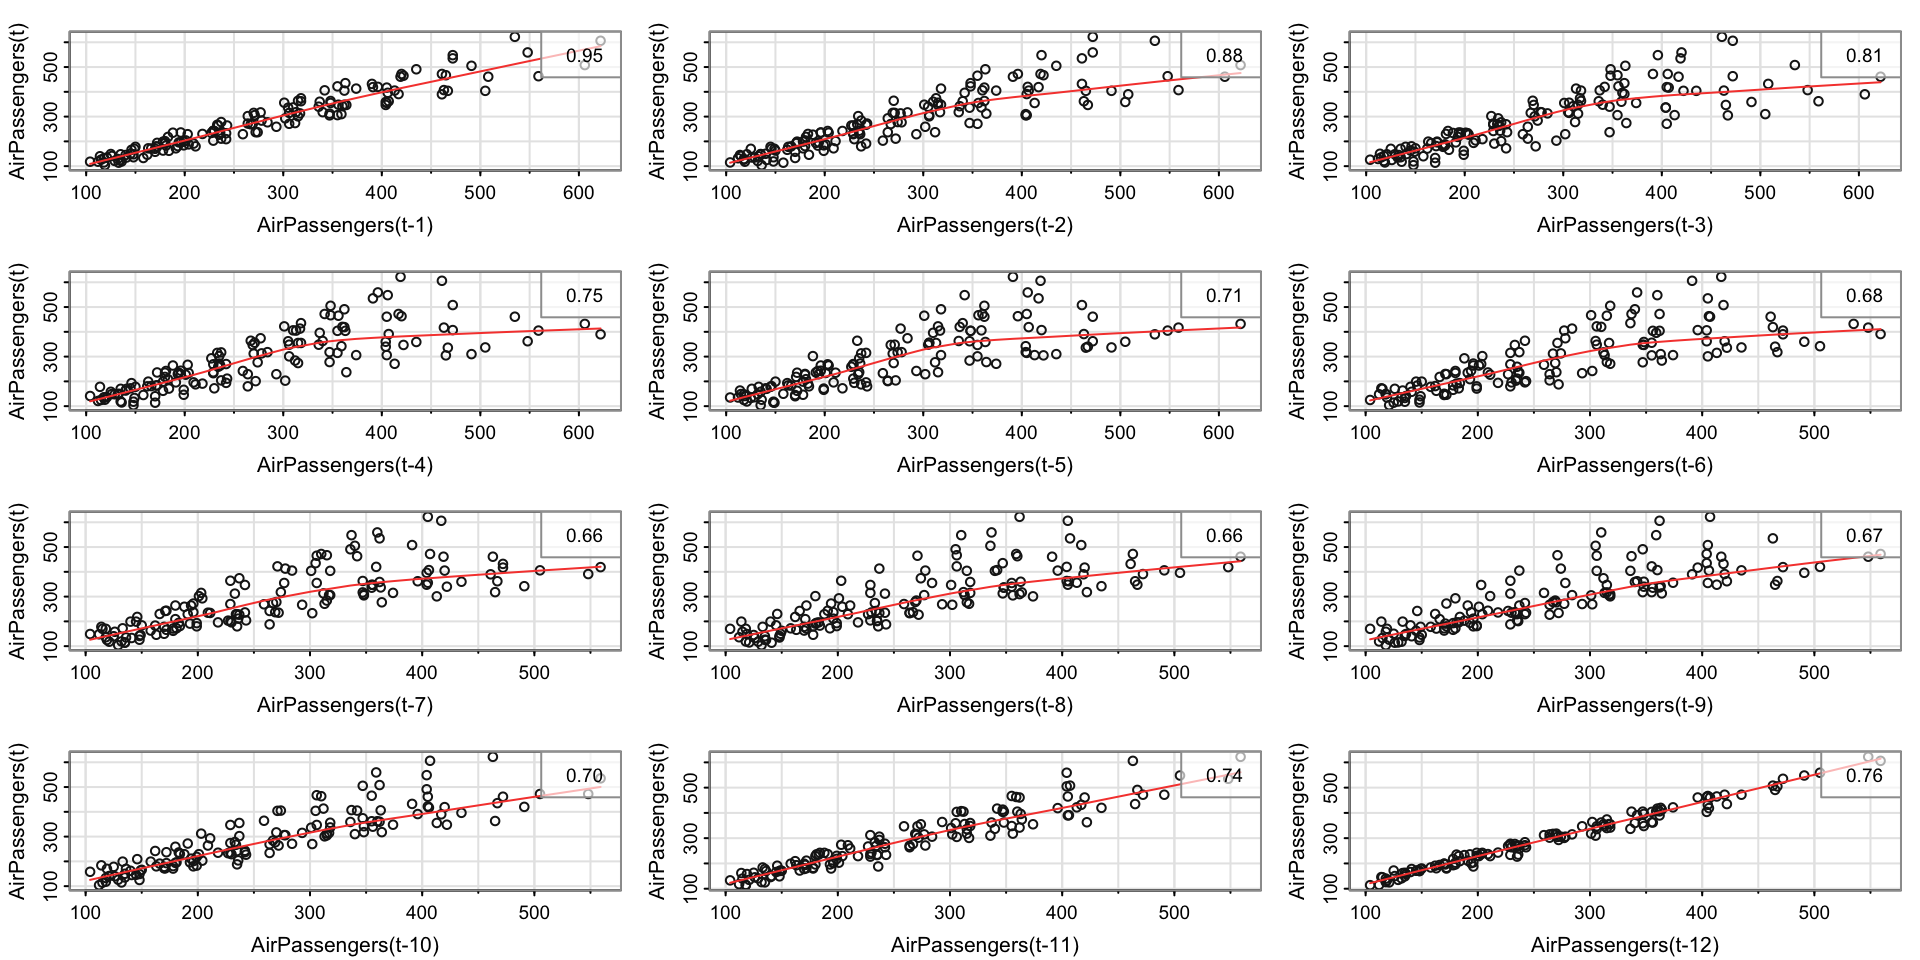 AirPassengers(t)
100 300 500
0.95
100 200 300 400 500 600
AirPassengers(t-1)
AirPassengers(t)
100 300 500
0.88
100 200 300 400 500 600
AirPassengers(t-2)
AirPassengers(t)
100 300 500
0.81
100 200 300 400 500 600
AirPassengers(t-3)
AirPassengers(t)
100 300 500
0.75
100 200 300 400 500 600
AirPassengers(t-4)
AirPassengers(t)
100 300 500
0.71
100 200 300 400 500 600
AirPassengers(t-5)
AirPassengers(t)
100 300 500
0.68
100 200 300 400 500
AirPassengers(t-6)
AirPassengers(t)
100 300 500
0.66
100 200 300 400 500
AirPassengers(t-7)
AirPassengers(t)
100 300 500
0.66
100 200 300 400 500
AirPassengers(t-8)
AirPassengers(t)
100 300 500
0.67
100 200 300 400 500
AirPassengers(t-9)
AirPassengers(t)
100 300 500
0.70
100 200 300 400 500
AirPassengers(t-10)
AirPassengers(t)
100 300 500
0.74
100 200 300 400 500
AirPassengers(t-11)
AirPassengers(t)
100 300 500
0.76
100 200 300 400 500
AirPassengers(t-12)